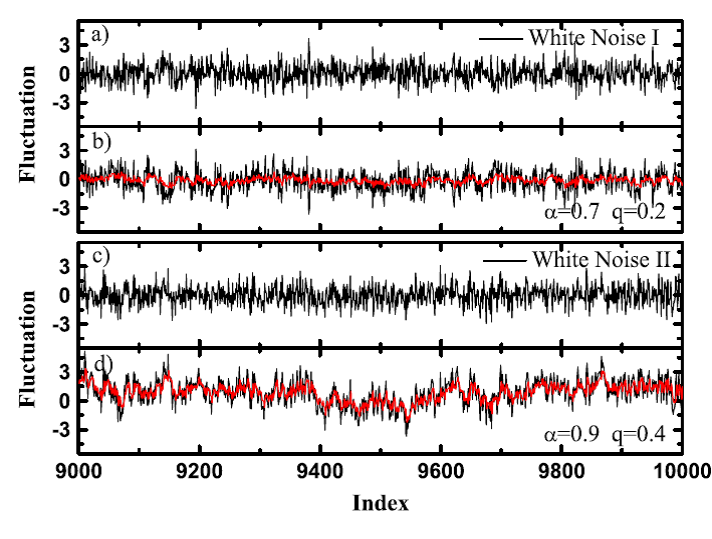 a)
White Noise I
3
0
-3
Fluctuation
b)
3
0
-3
α=0.7 q=0.2
c)
White Noise II
3
0
-3
Fluctuation
d)
3
0
-3
α=0.9 q=0.4
9000 9200 9400 9600 9800 10000
Index